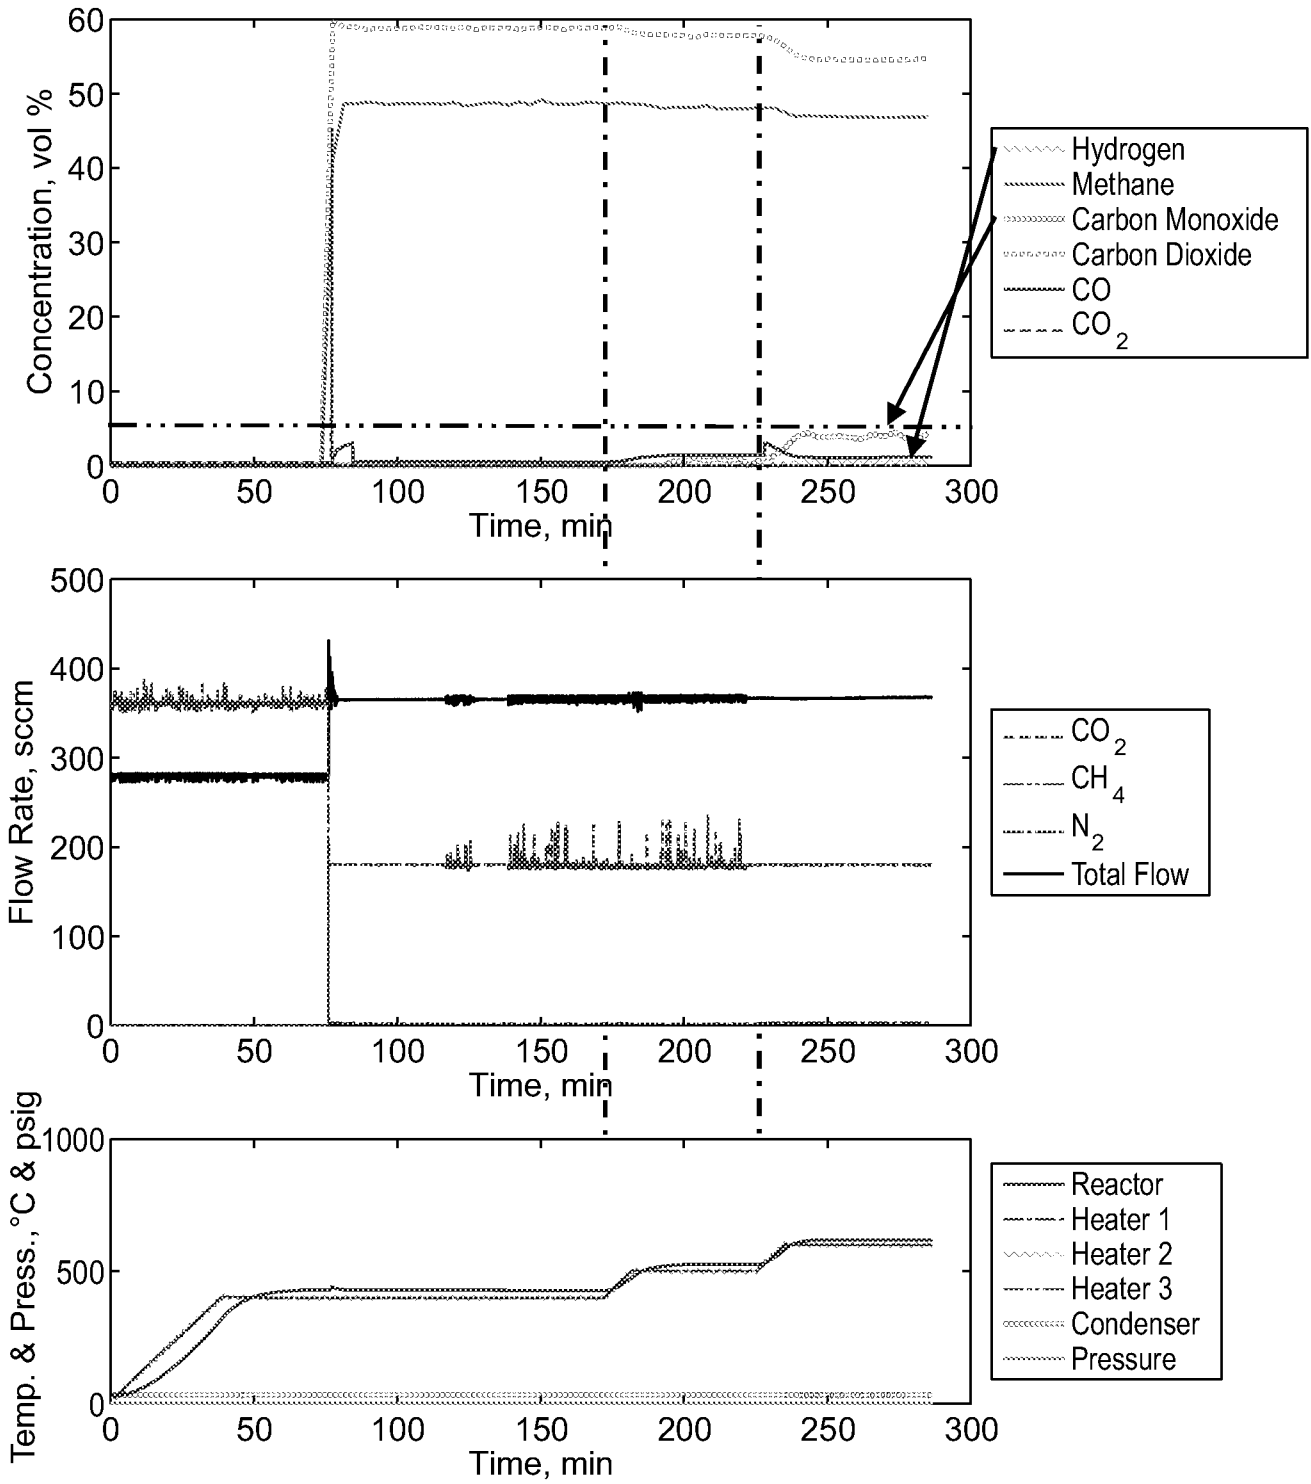 60
50
40
30
20
10
0
Concentration, vol %
0 50 100 150 200 250 300
Time, min
Hydrogen
Methane
Carbon Monoxide
Carbon Dioxide
CO
CO2
500
400
300
200
100
0
Flow Rate, sccm
0 50 100 150 200 250 300
Time, min
CO2
CH4
N2
Total Flow
1000
500
0
Temp. & Press.,°C & psig
0 50 100 150 200 250 300
Time, min
Reactor
Heater 1
Heater 2
Heater 3
Condenser
Pressure